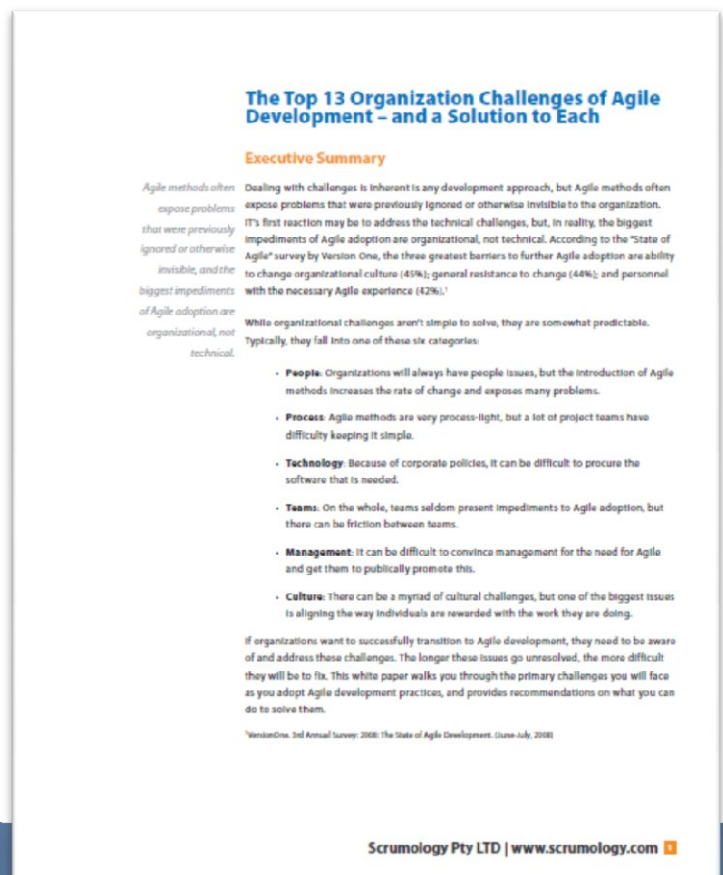 The Top 13 Organization Challenges of Agile
Development – and a Solution to Each
Executive Summary
Agile methods often
expose problems
that were previously
ignored or otherwise
invisible, and the
biggest impediments
of Agile adoption are
organizational, not
technical.
Dealing with challenges is inherent is any development approach, but Agile methods often
expose problems that were previously ignored or otherwise invisible to the organization.
IT's first reaction may be to address the technical challenges, but, in reality, the biggest
impediments of Agile adoption are organizational, not technical. According to the "State of
Agile" survey by Version One, the three greatest barriers to further Agile adoption are ability
to change organizational culture (45%); general resistance to change (44%); and personnel
with the necessary Agile experience (42%).¹
While organizational challenges aren't simple to solve, they are somewhat predictable.
Typically, they fall into one of these six categories:
• People: Organizations will always have people issues, but the introduction of Agile
methods increases the rate of change and exposes many problems.
• Process: Agile methods are very process-light, but a lot of project teams have
difficulty keeping it simple.
• Technology: Because of corporate policies, it can be difficult to procure the
software that is needed.
• Teams: On the whole, teams seldom present impediments to Agile adoption, but
there can be friction between teams.
• Management: It can be difficult to convince management for the need for Agile
and get them to publically promote this.
• Culture: There can be a myriad of cultural challenges, but one of the biggest issues
is aligning the way individuals are rewarded with the work they are doing.
If organizations want to successfully transition to Agile development, they need to be aware
of and address these challenges. The longer these issues go unresolved, the more difficult
they will be to fix. This white paper walks you through the primary challenges you will face
as you adopt Agile development practices, and provides recommendations on what you can
do to solve them.
¹VersionOne. 3rd Annual Survey: 2008: The State of Agile Development. (June-July, 2008)
Scrumology Pty LTD | www.scrumology.com 1